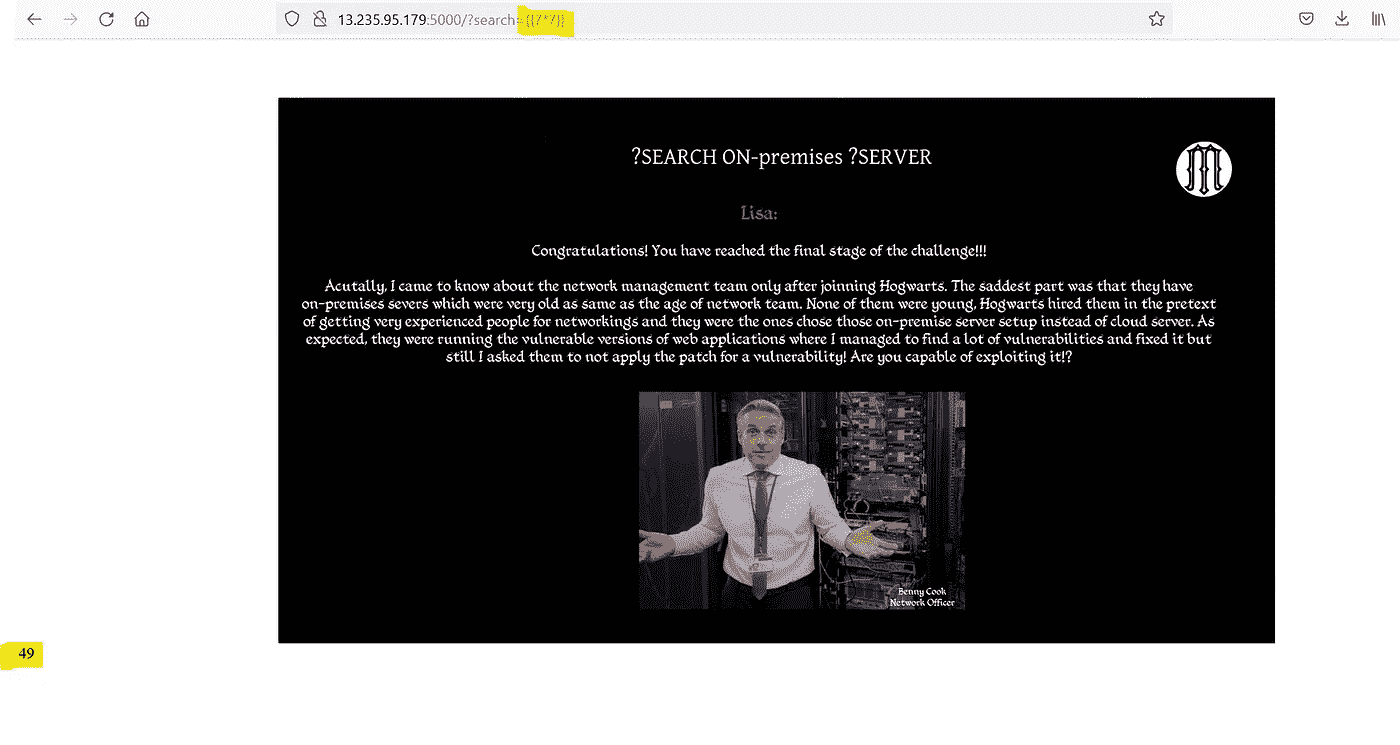 13.235.95.179:5000/?search={{7*7}}
?SEARCH ON-premises ?SERVER
M
Lisa:
Congratulations! You have reached the final stage of the challenge!!!
Acutally, I came to know about the network management team only after joinning Hogwarts. The saddest part was that they have
on-premises severs which were very old as same as the age of network team. None of them were young, Hogwarts hired them in the pretext
of getting very experienced people for networkings and they were the ones chose those on-premise server setup instead of cloud server. As
expected, they were running the vulnerable versions of web applications where I managed to find a lot of vulnerabilities and fixed it but
still I asked them to not apply the patch for a vulnerability! Are you capable of exploiting it!?
Benny Cook
Network Officer
49